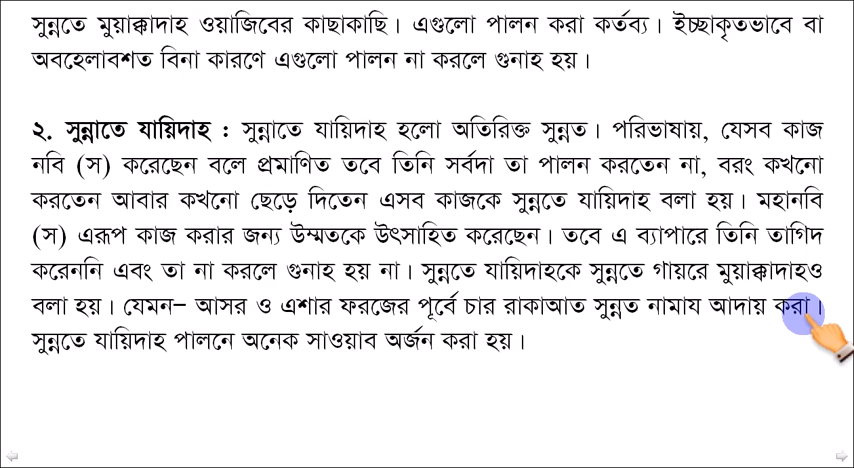 সুন্নতে মুয়াক্কাদাহ ওয়াজিবের কাছাকাছি। এগুলো পালন করা কর্তব্য। ইচ্ছাকৃতভাবে বা
অবহেলাবশত বিনা কারণে এগুলো পালন না করলে গুনাহ হয়।
২. সুন্নাতে যায়িদাহ : সুন্নাতে যায়িদাহ হলো অতিরিক্ত সুন্নত। পরিভাষায়, যেসব কাজ
নবি (স) করেছেন বলে প্রমাণিত তবে তিনি সর্বদা তা পালন করতেন না, বরং কখনো
করতেন আবার কখনো ছেড়ে দিতেন এসব কাজকে সুন্নতে যায়িদাহ বলা হয়। মহানবি
(স) এরূপ কাজ করার জন্য উম্মতকে উৎসাহিত করেছেন। তবে এ ব্যাপারে তিনি তাগিদ
করেননি এবং তা না করলে গুনাহ হয় না। সুন্নতে যায়িদাহকে সুন্নতে গায়রে মুয়াক্কাদাহও
বলা হয়। যেমন– আসর ও এশার ফরজের পূর্বে চার রাকাআত সুন্নত নামায আদায় করা।
সুন্নতে যায়িদাহ পালনে অনেক সাওয়াব অর্জন করা হয়।